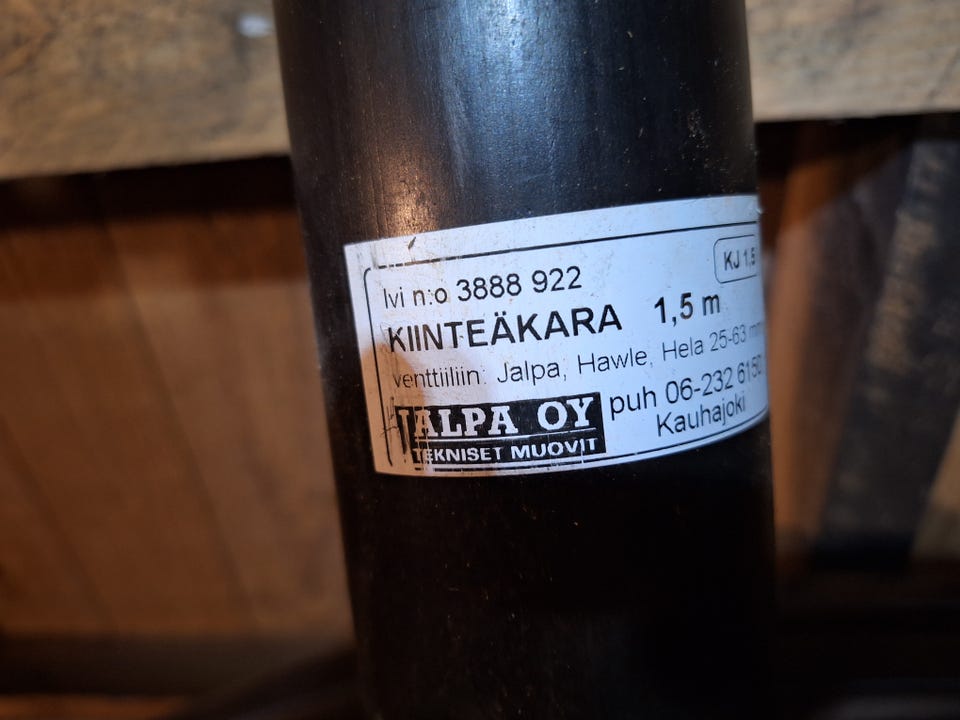 lvi n:o 3888 922
KJ 1.5
KIINTEÄKARA 1,5 m
venttiiliin: Jalpa, Hawle, Hela 25-63 mm
JALPA OY
TEKNISET MUOVIT
puh 06-232 6150
Kauhajoki